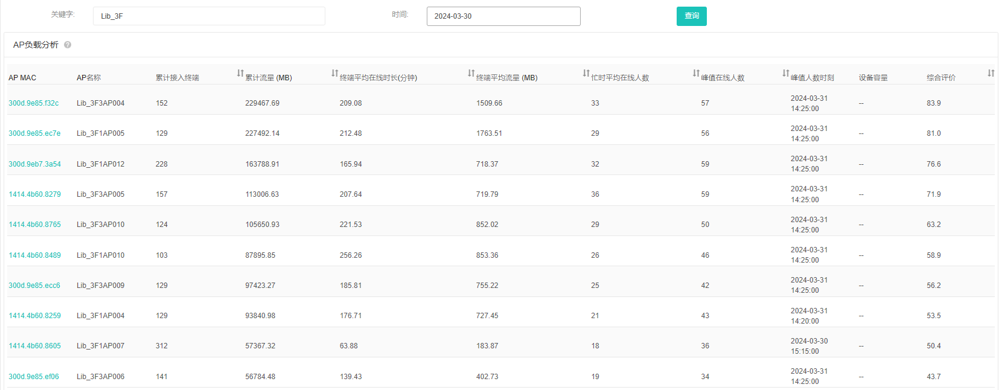 关键字: Lib_3F 时间: 2024-03-30 查询
AP负载分析 ?
AP MAC AP名称 累计接入终端 累计流量 (MB) 终端平均在线时长(分钟) 终端平均流量 (MB) 忙时平均在线人数 峰值在线人数 峰值人数时刻 设备容量 综合评价
300d.9e85.f32c Lib_3F3AP004 152 229467.69 209.08 1509.66 33 57 2024-03-31 14:25:00 -- 83.9
300d.9e85.ec7e Lib_3F1AP005 129 227492.14 212.48 1763.51 29 56 2024-03-31 14:25:00 -- 81.0
300d.9eb7.3a54 Lib_3F1AP012 228 163788.91 165.94 718.37 32 59 2024-03-31 14:25:00 -- 76.6
1414.4b60.8279 Lib_3F3AP005 157 113006.63 207.64 719.79 36 59 2024-03-31 14:25:00 -- 71.9
1414.4b60.8765 Lib_3F3AP010 124 105650.93 221.53 852.02 29 50 2024-03-31 14:25:00 -- 63.2
1414.4b60.8489 Lib_3F1AP010 103 87895.85 256.26 853.36 26 46 2024-03-31 14:25:00 -- 58.9
300d.9e85.ecc6 Lib_3F3AP009 129 97423.27 185.81 755.22 25 42 2024-03-31 14:25:00 -- 56.2
1414.4b60.8259 Lib_3F1AP004 129 93840.98 176.71 727.45 21 43 2024-03-31 14:20:00 -- 53.5
1414.4b60.8605 Lib_3F1AP007 312 57367.32 63.88 183.87 18 36 2024-03-30 15:15:00 -- 50.4
300d.9e85.ef06 Lib_3F3AP006 141 56784.48 139.43 402.73 19 34 2024-03-31 14:25:00 -- 43.7